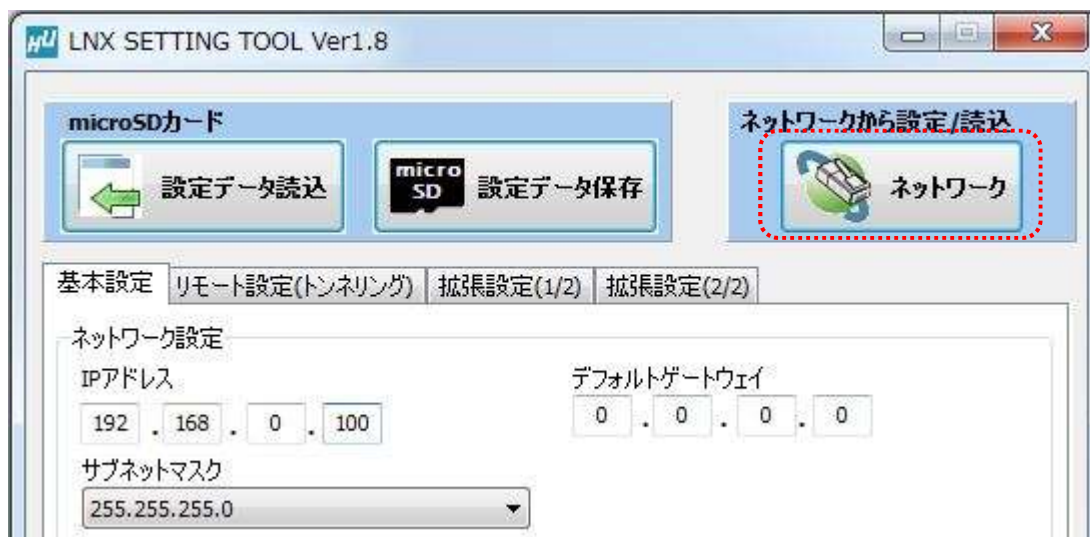 HU LNX SETTING TOOL Ver1.8
microSDカード
ネットワークから設定/読込
設定データ読込
micro SD 設定データ保存
ネットワーク
基本設定 リモート設定(トンネリング) 拡張設定(1/2) 拡張設定(2/2)
ネットワーク設定
IPアドレス
デフォルトゲートウェイ
192 . 168 . 0 . 100
0 . 0 . 0 . 0
サブネットマスク
255.255.255.0